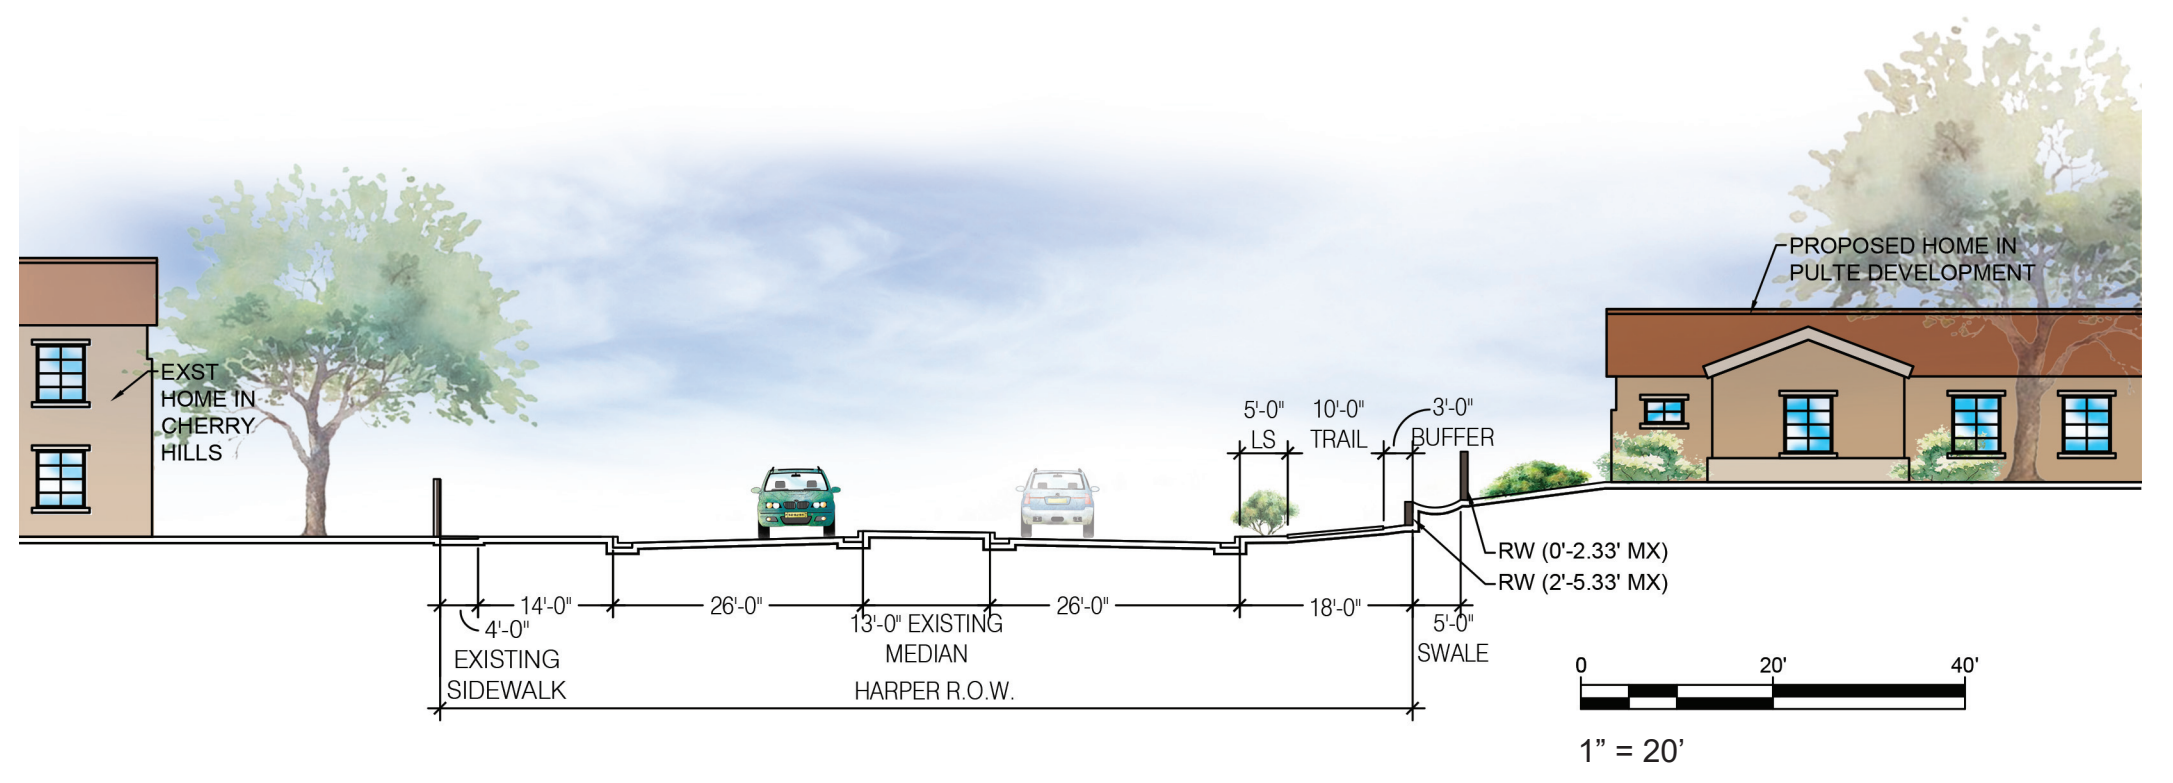 PROPOSED HOME IN
PULTE DEVELOPMENT
EXST
HOME IN
CHERRY
HILLS
5'-0"
LS
10'-0"
TRAIL
3'-0"
BUFFER
RW (0'-2.33' MX)
RW (2'-5.33' MX)
14'-0"
26'-0"
26'-0"
18'-0"
4'-0"
EXISTING
SIDEWALK
13'-0" EXISTING
MEDIAN
5'-0"
SWALE
HARPER R.O.W.
0 20' 40'
1” = 20’